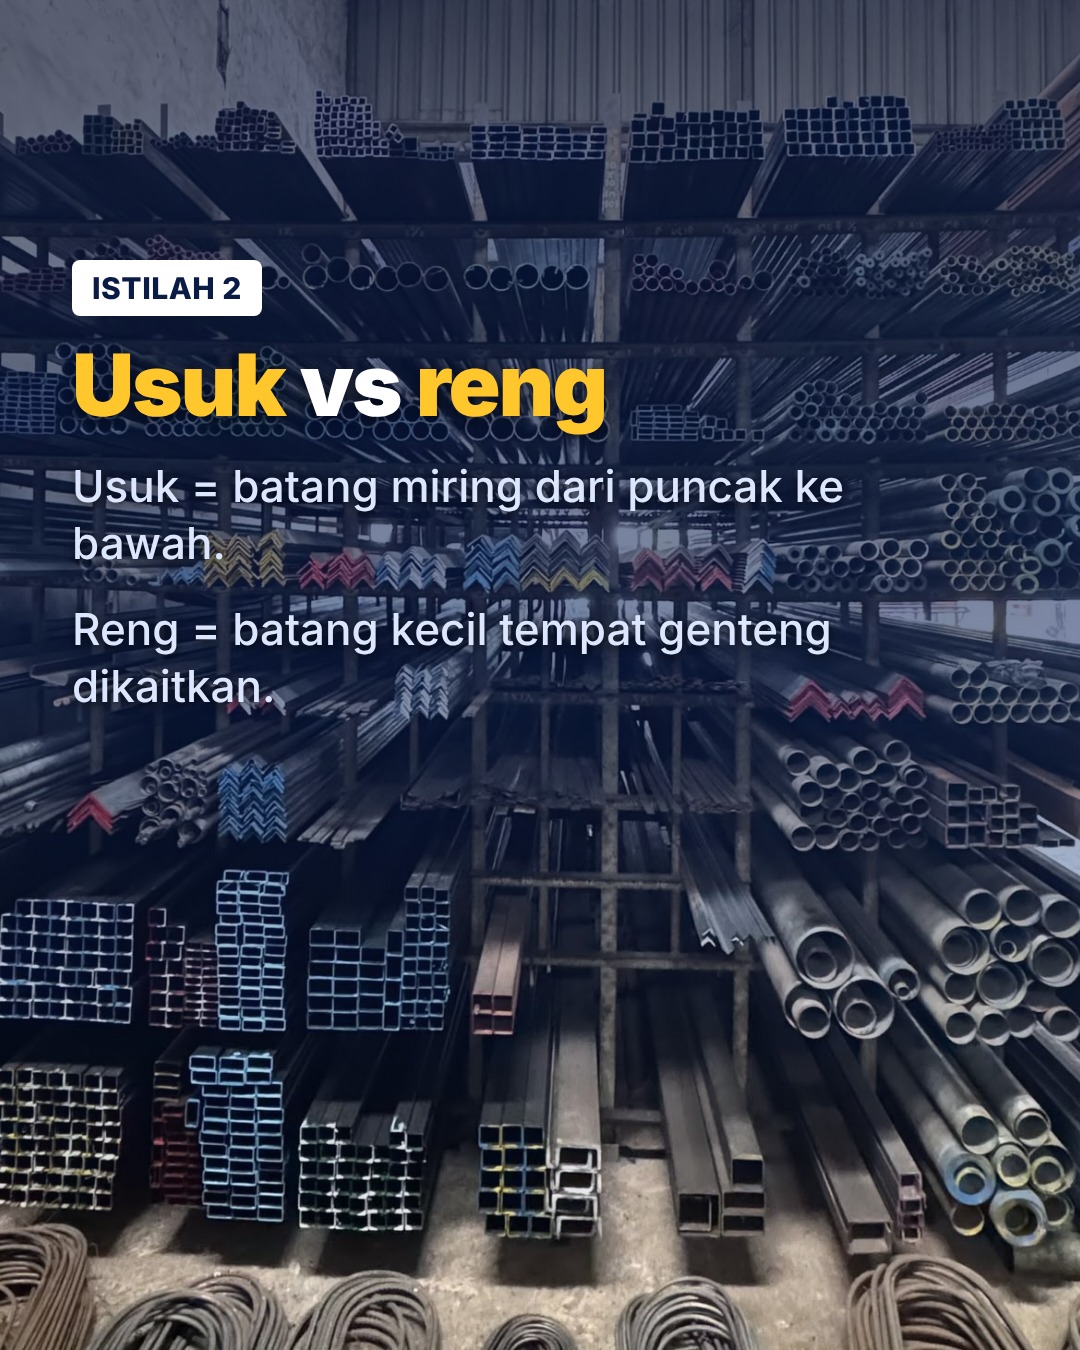 ISTILAH 2
Usuk vs reng
Usuk = batang miring dari puncak ke
bawah.
Reng = batang kecil tempat genteng
dikaitkan.